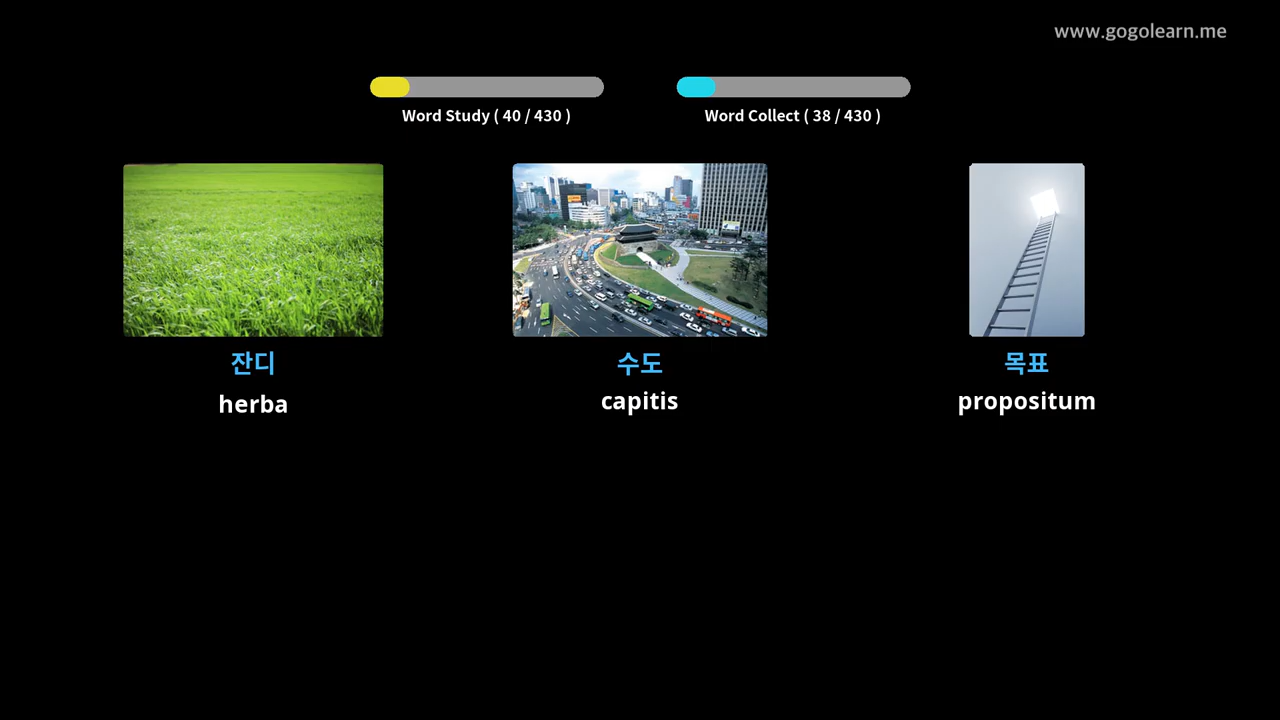 www.gogolearn.me
Word Study ( 40 / 430 )
Word Collect ( 38 / 430 )
잔디
수도
목표
herba
capitis
propositum